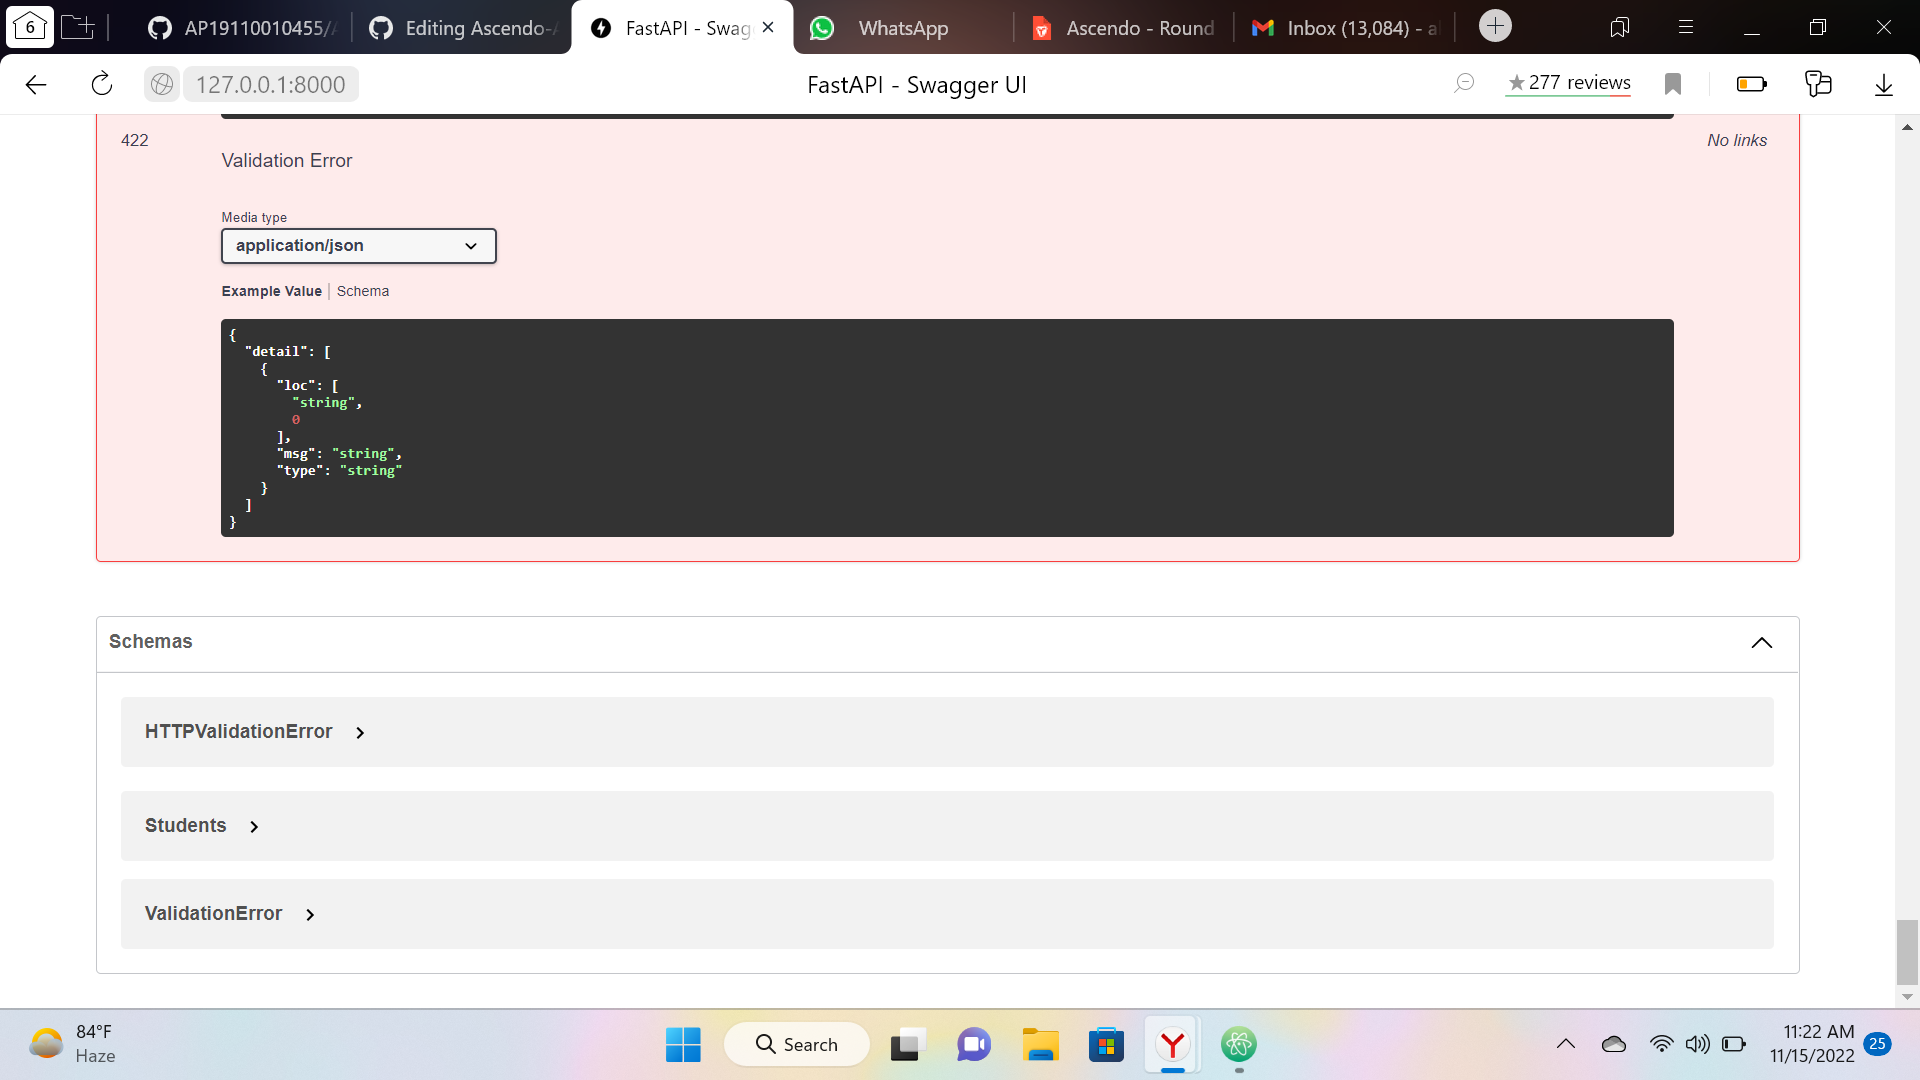 6
AP19110010455/
Editing Ascendo-
FastAPI - Swag
WhatsApp
Ascendo - Round
Inbox (13,084) - a
127.0.0.1:8000
FastAPI - Swagger UI
★277 reviews
422
No links
Validation Error
Media type
application/json
Example Value | Schema
{
"detail": [
{
"loc": [
"string",
0
],
"msg": "string",
"type": "string"
}
]
}
Schemas
HTTPValidationError
Students
ValidationError
84°F
Haze
Search
11:22 AM
11/15/2022
25